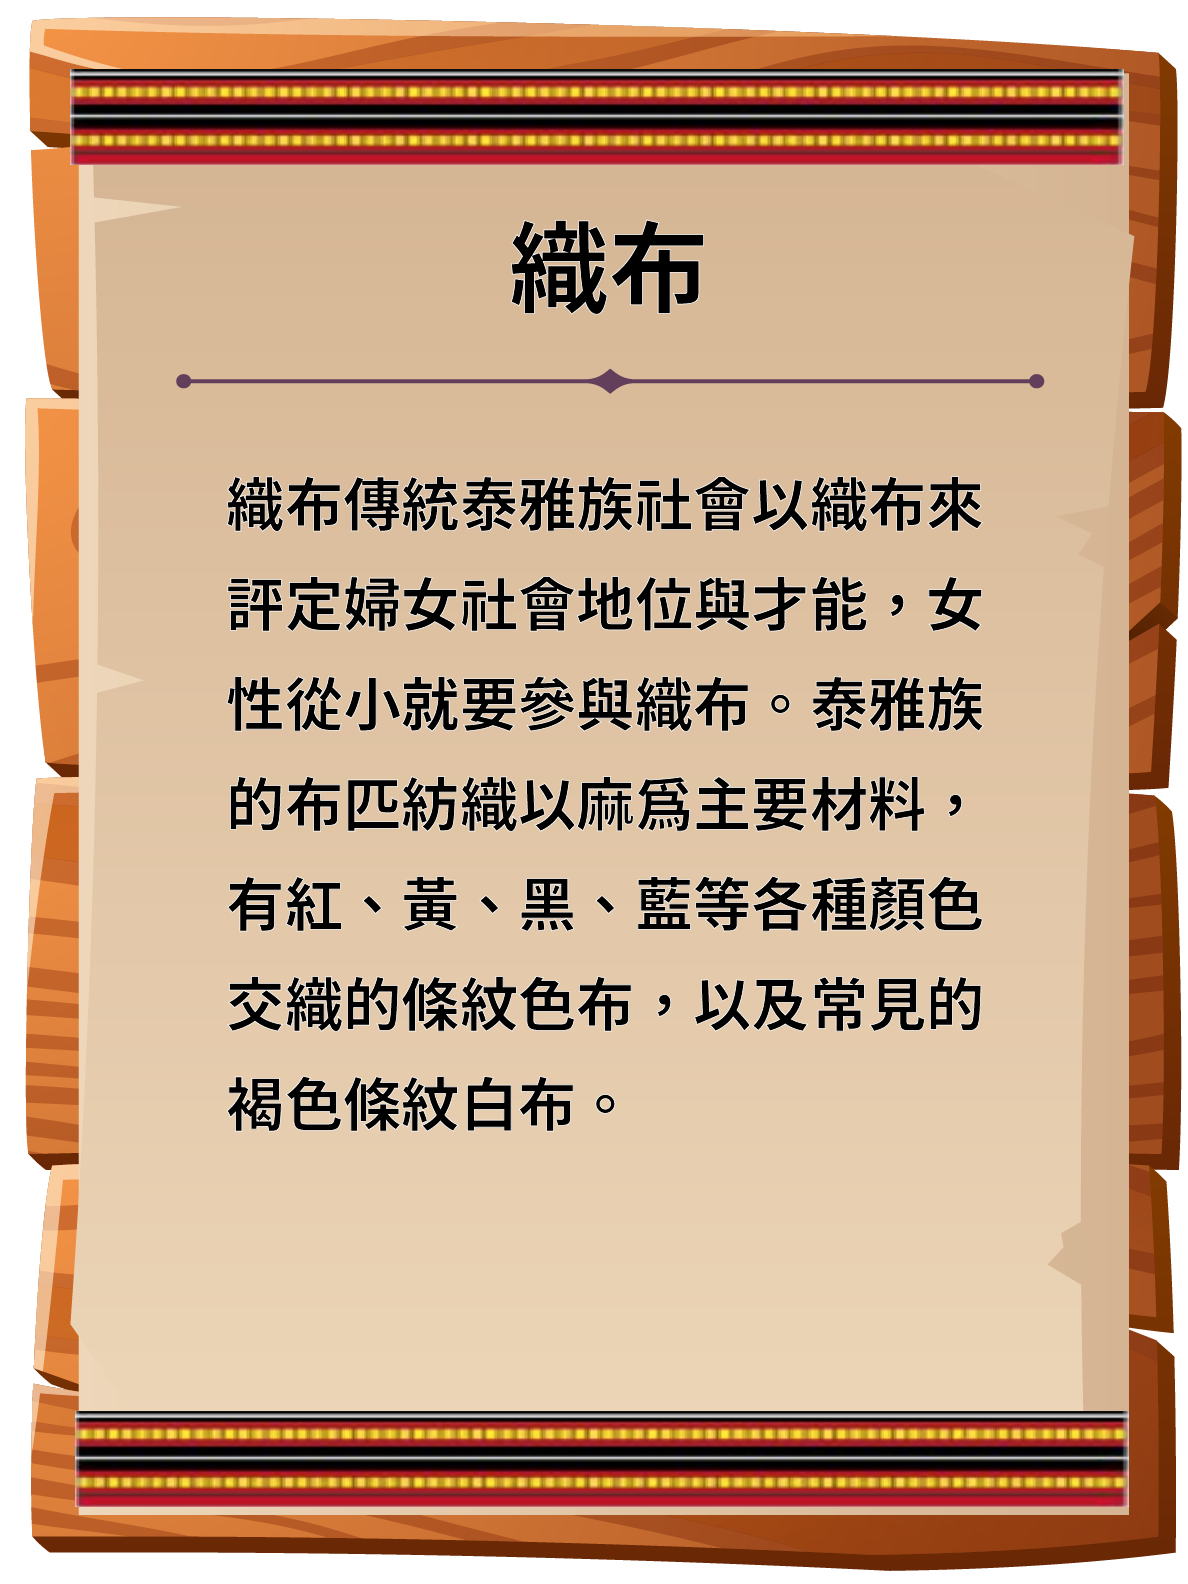 織布
織布傳統泰雅族社會以織布來
評定婦女社會地位與才能，女
性從小就要參與織布。泰雅族
的布匹紡織以麻爲主要材料，
有紅、黃、黑、藍等各種顏色
交織的條紋色布，以及常見的
褐色條紋白布。